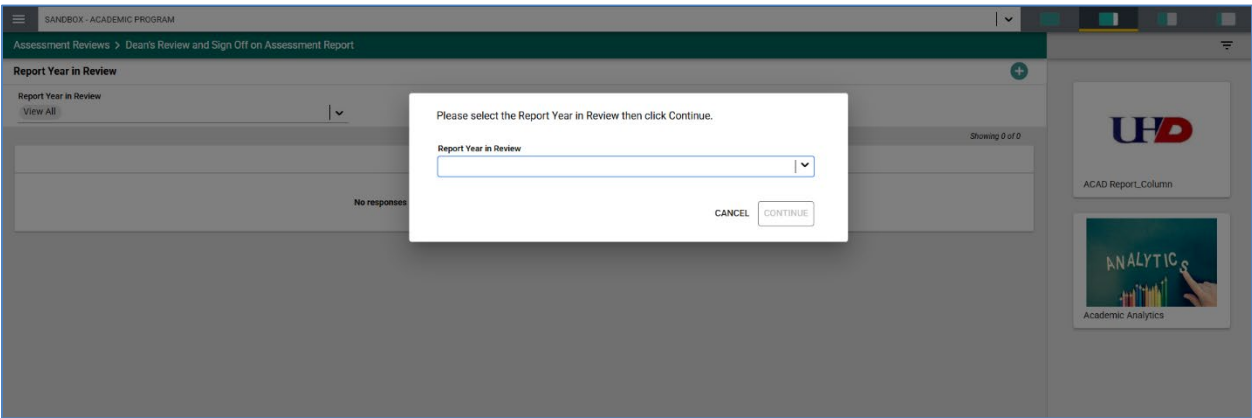 SANDBOX - ACADEMIC PROGRAM
Assessment Reviews > Dean's Review and Sign Off on Assessment Report
Report Year in Review
Report Year in Review
View All
Showing 0 of 0
No responses
Please select the Report Year in Review then click Continue.
Report Year in Review
CANCEL
CONTINUE
UHD
ACAD Report_Column
ANALYTICS
Academic Analytics